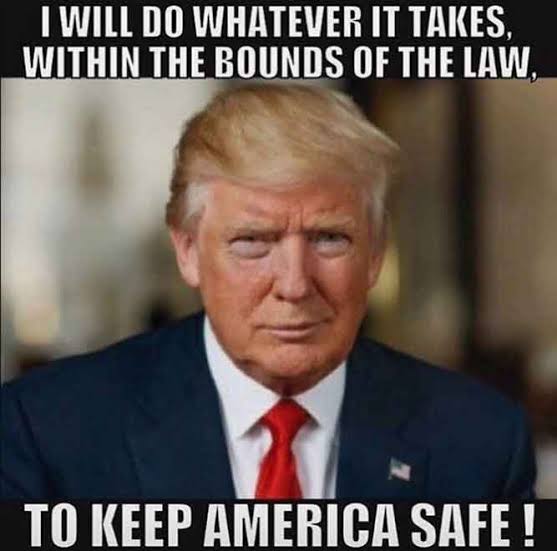 I WILL DO WHATEVER IT TAKES,
WITHIN THE BOUNDS OF THE LAW,
TO KEEP AMERICA SAFE !